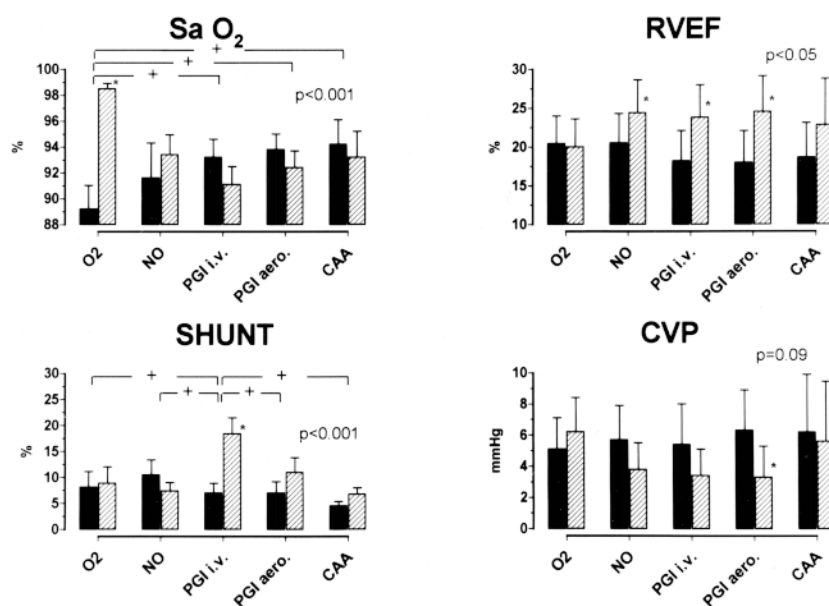 Sa O2
+
+
+
p<0.001
*
98
96
94
92
90
88
%
O2
NO
PGI i.v.
PGI aero.
CAA
RVEF
p<0.05
30
25
20
15
10
%
*
*
*
O2
NO
PGI i.v.
PGI aero.
CAA
SHUNT
+
+
+
+
p<0.001
*
30
25
20
15
10
5
0
%
O2
NO
PGI i.v.
PGI aero.
CAA
CVP
p=0.09
10
8
6
4
2
0
mmHg
*
O2
NO
PGI i.v.
PGI aero.
CAA